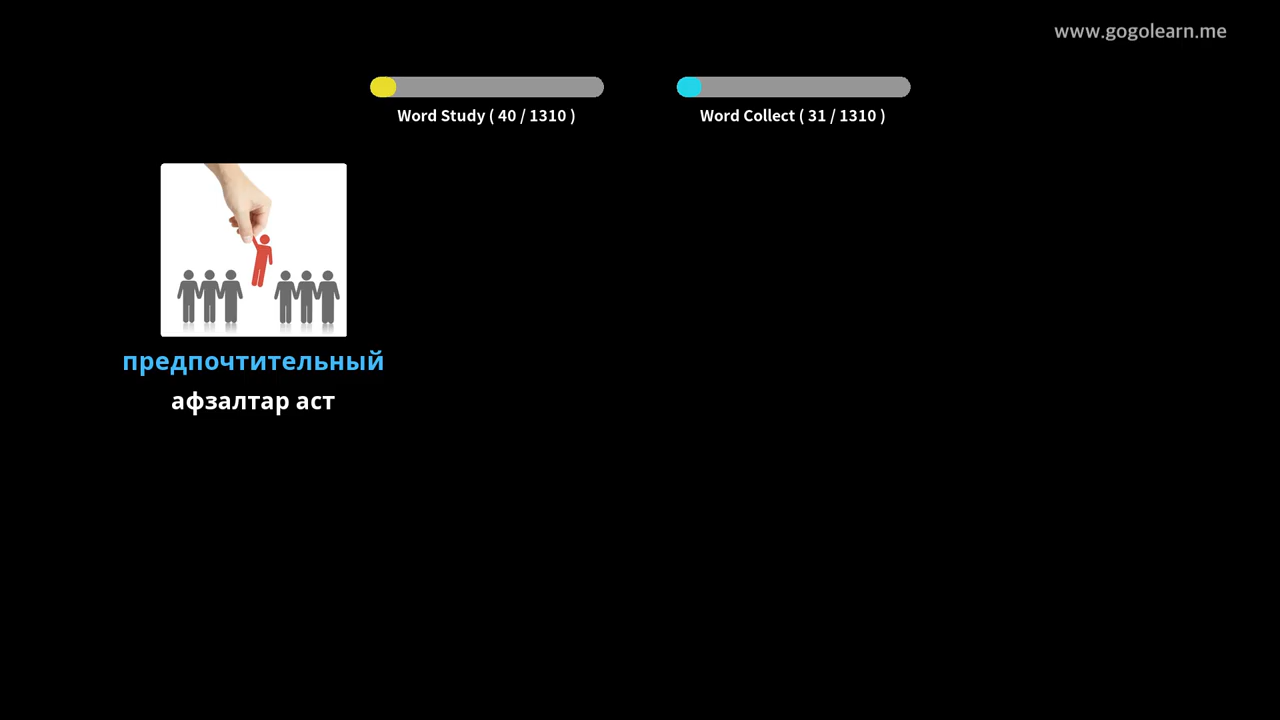 www.gogolearn.me
Word Study ( 40 / 1310 )
Word Collect ( 31 / 1310 )
предпочтительный
афзалтар аст